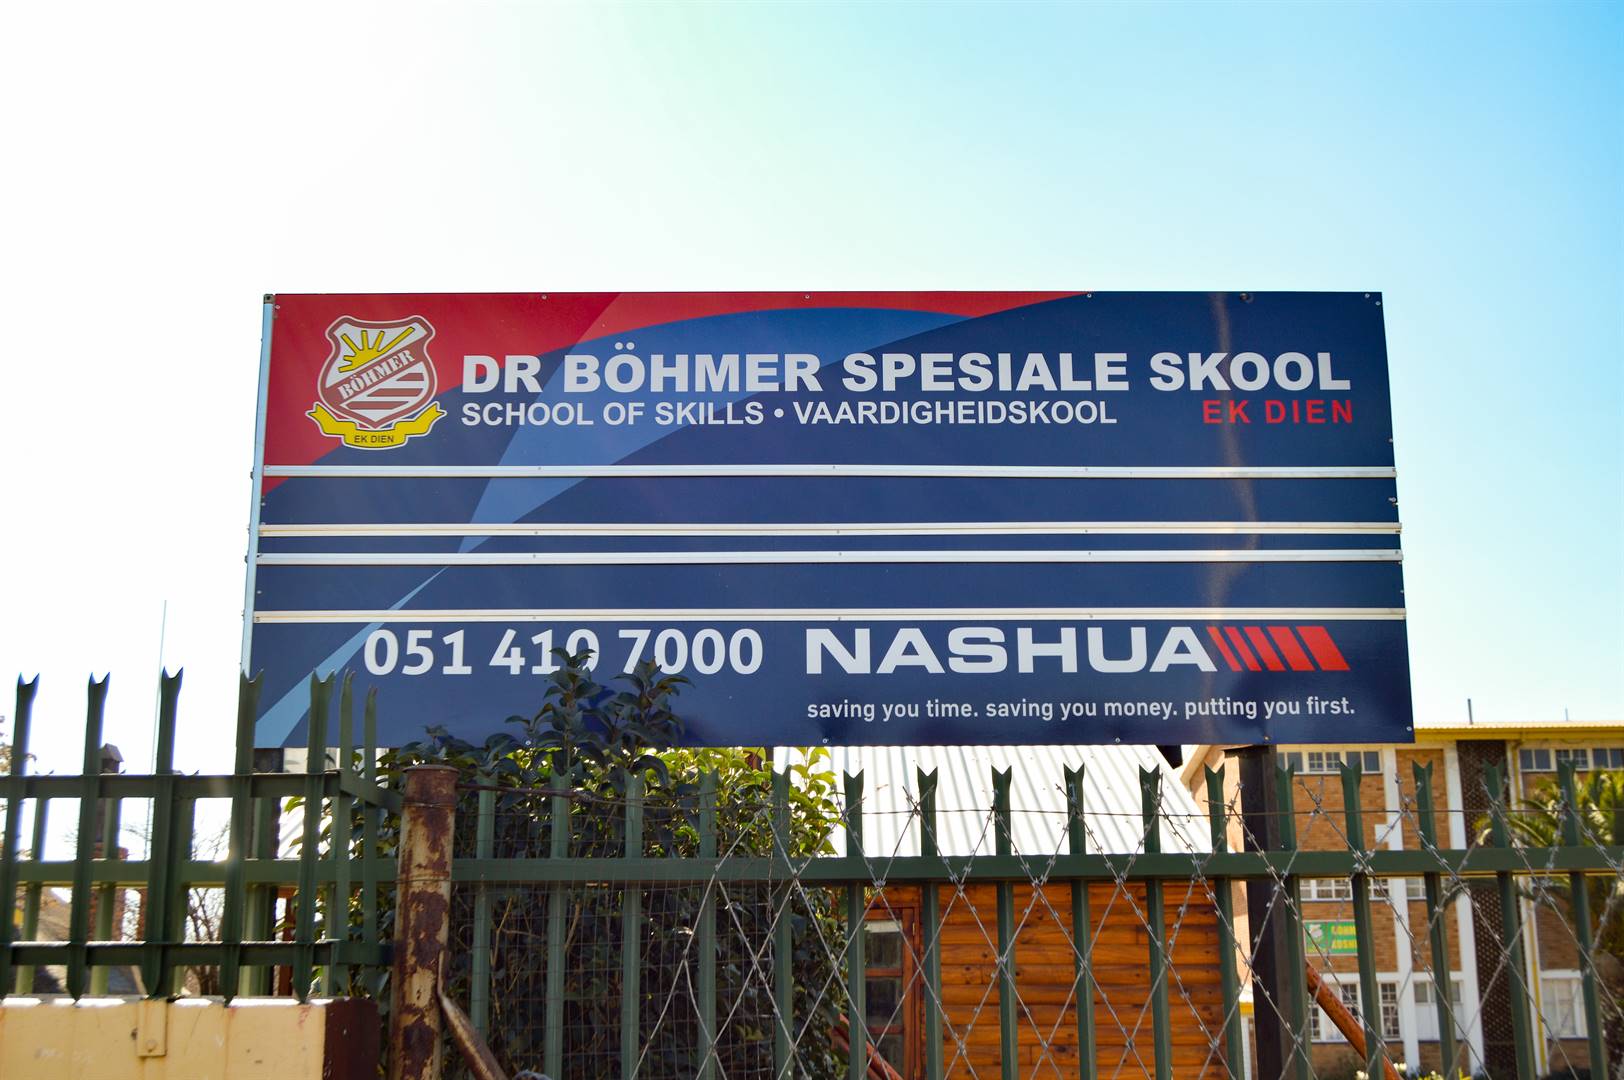 BÖHMER
EK DIEN
DR BÖHMER SPESIALE SKOOL
SCHOOL OF SKILLS • VAARDIGHEIDSKOOL EK DIEN
051 410 7000 NASHUA
saving you time. saving you money. putting you first.